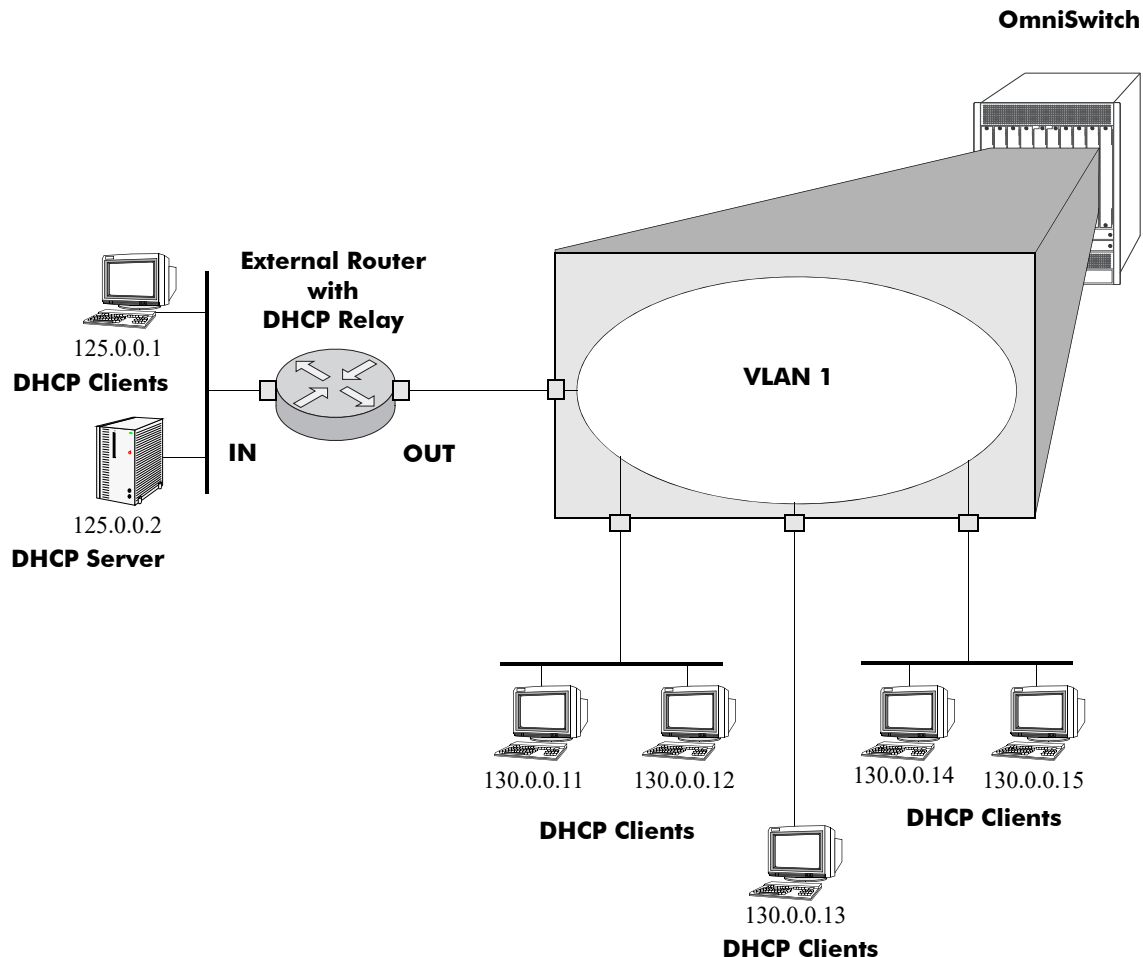 OmniSwitch
External Router
with
DHCP Relay
125.0.0.1
DHCP Clients
IN
OUT
VLAN 1
125.0.0.2
DHCP Server
130.0.0.11
130.0.0.12
DHCP Clients
130.0.0.14
130.0.0.15
DHCP Clients
130.0.0.13
DHCP Clients